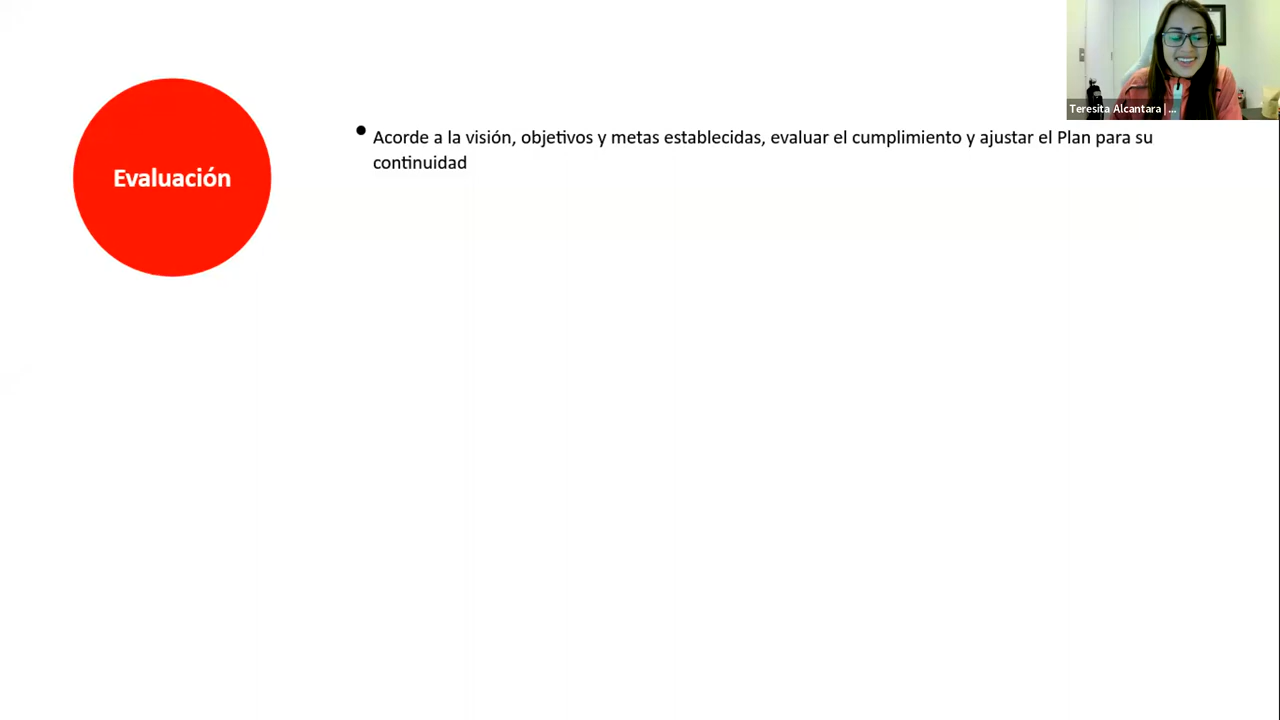 Teresita Alcantara | ...
Evaluación
• Acorde a la visión, objetivos y metas establecidas, evaluar el cumplimiento y ajustar el Plan para su
continuidad